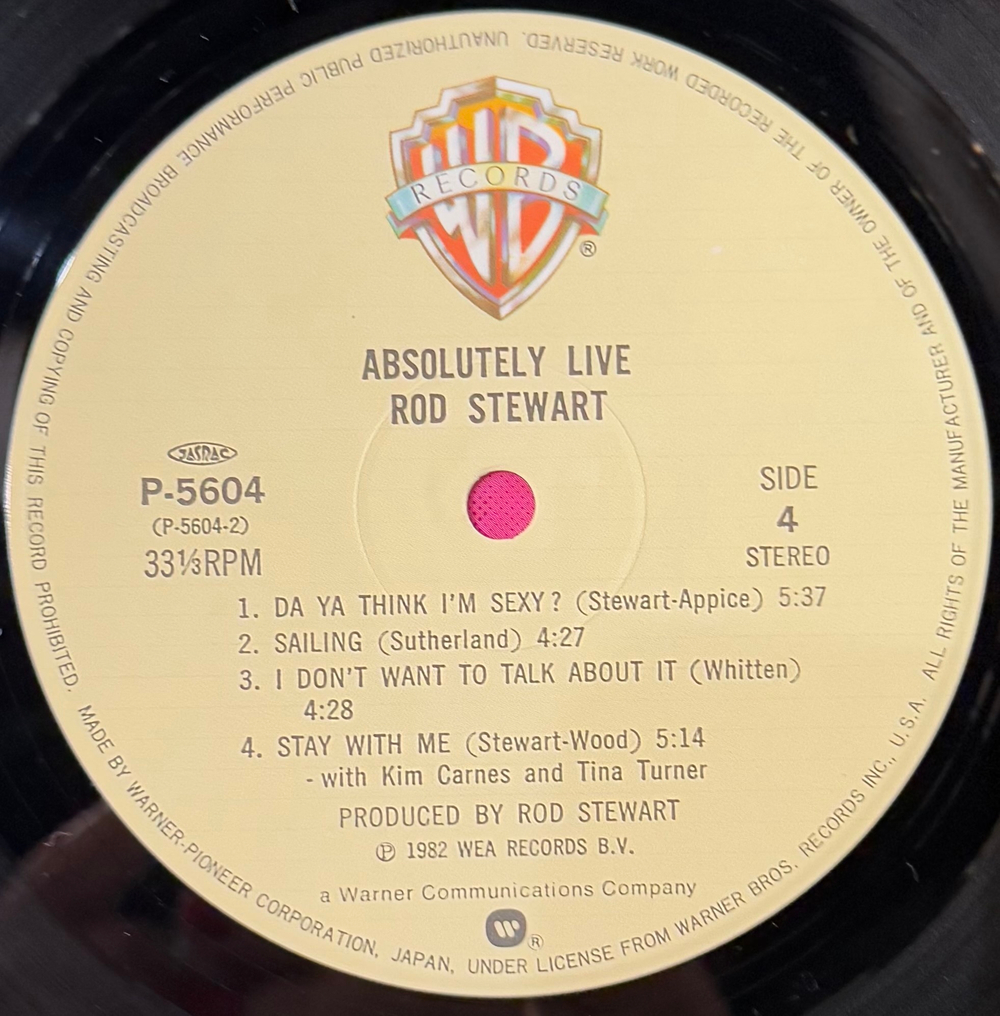 WB
RECORDS
®
ABSOLUTELY LIVE
ROD STEWART
JASRAC
P-5604
(P-5604-2)
33⅓RPM
SIDE
4
STEREO
1. DA YA THINK I'M SEXY? (Stewart-Appice) 5:37
2. SAILING (Sutherland) 4:27
3. I DON'T WANT TO TALK ABOUT IT (Whitten)
4:28
4. STAY WITH ME (Stewart-Wood) 5:14
- with Kim Carnes and Tina Turner
PRODUCED BY ROD STEWART
℗ 1982 WEA RECORDS B.V.
a Warner Communications Company
®
MADE BY WARNER-PIONEER CORPORATION, JAPAN, UNDER LICENSE FROM WARNER BROS. RECORDS INC., U.S.A. ALL RIGHTS OF THE MANUFACTURER AND OF THE OWNER OF THE RECORDED WORK RESERVED. UNAUTHORIZED PUBLIC PERFORMANCE BROADCASTING AND COPYING OF THIS RECORD PROHIBITED.